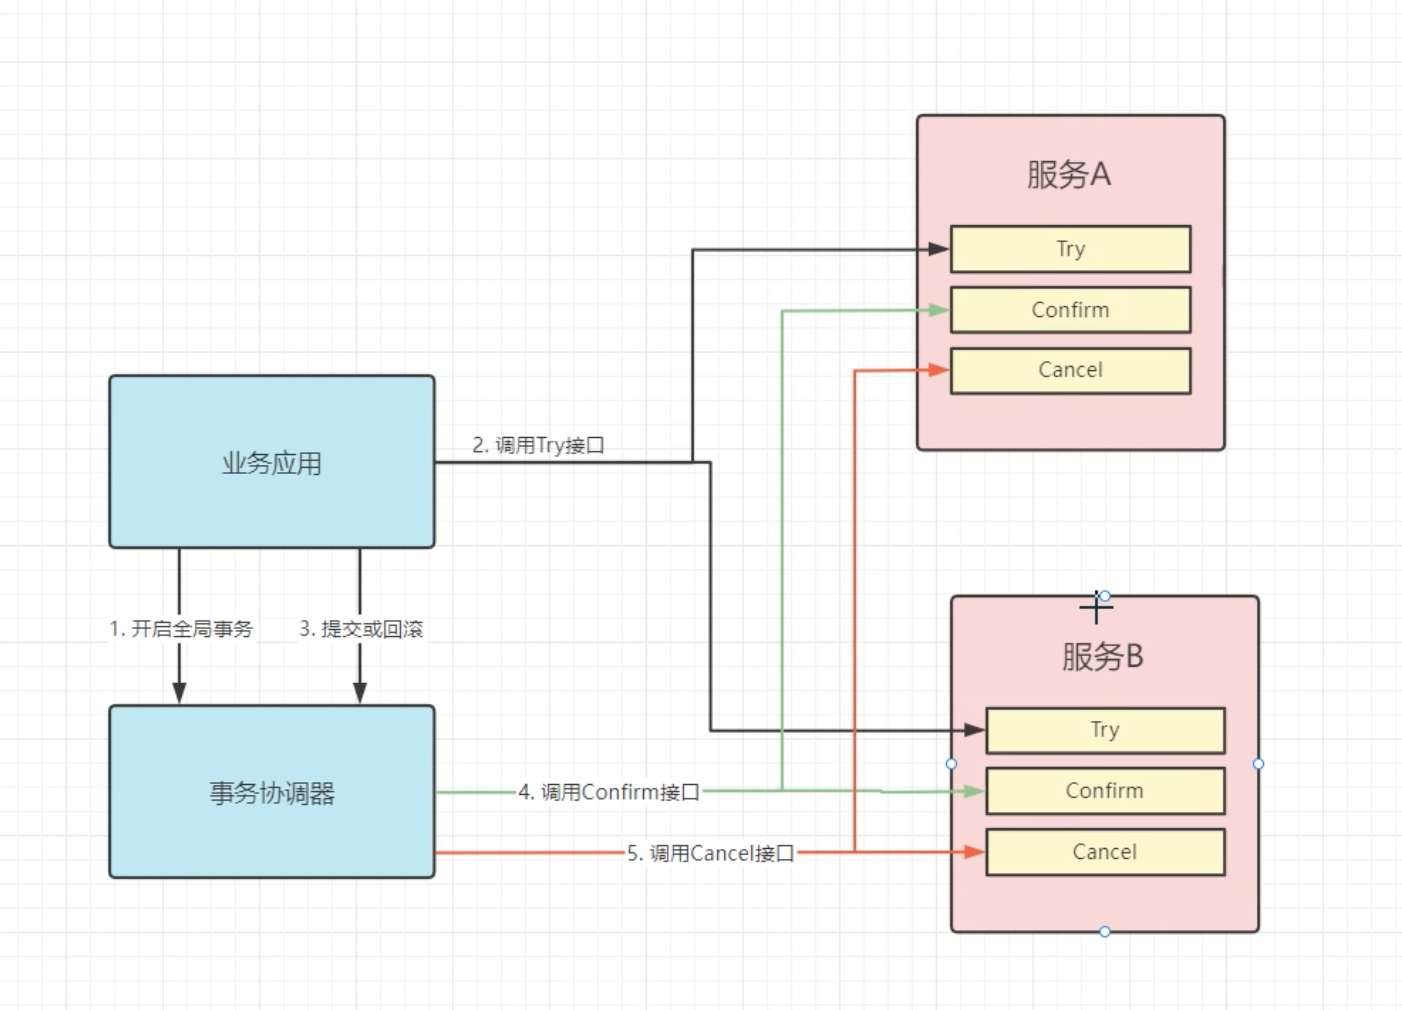 服务A
Try
Confirm
Cancel
业务应用
2. 调用Try接口
1. 开启全局事务
3. 提交或回滚
服务B
Try
事务协调器
4. 调用Confirm接口
Confirm
5. 调用Cancel接口
Cancel